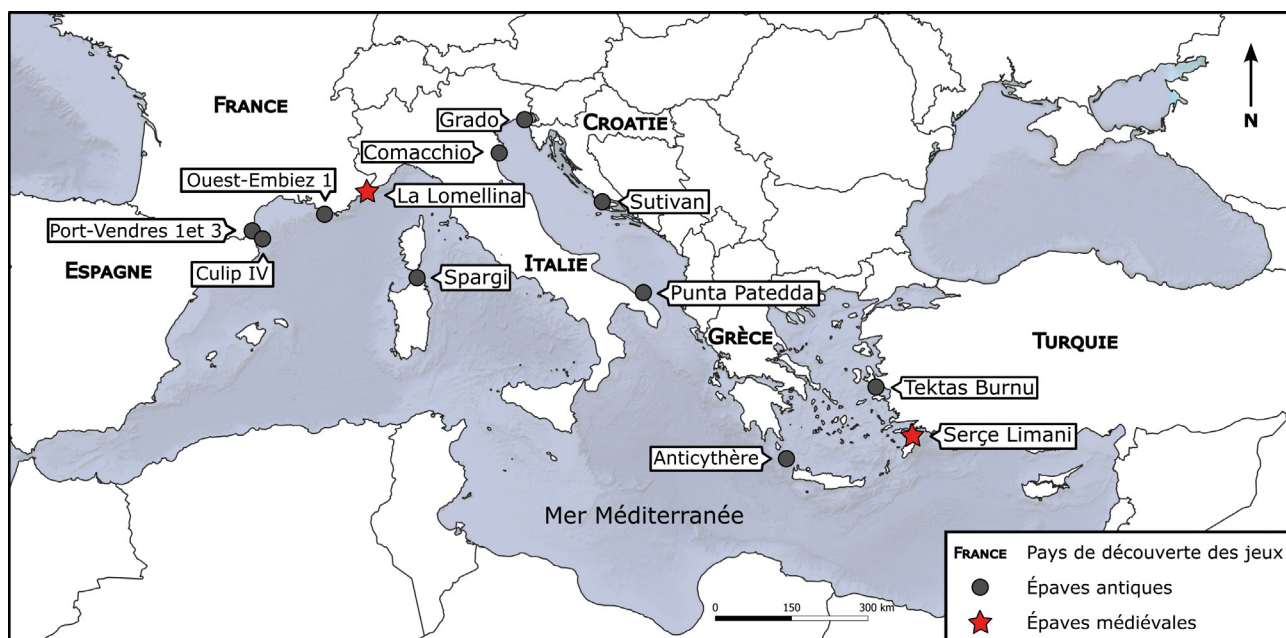 FRANCE
N
Grado
CROATIE
Comacchio
Ouest-Embiez 1
La Lomellina
Sutivan
Port-Vendres 1et 3
ESPAGNE
Culip IV
ITALIE
Spargi
Punta Patedda
GRÈCE
TURQUIE
Tektas Burnu
Serçe Limani
Anticythère
Mer Méditerranée
FRANCE Pays de découverte des jeux
Épaves antiques
Épaves médiévales
0 150 300 km